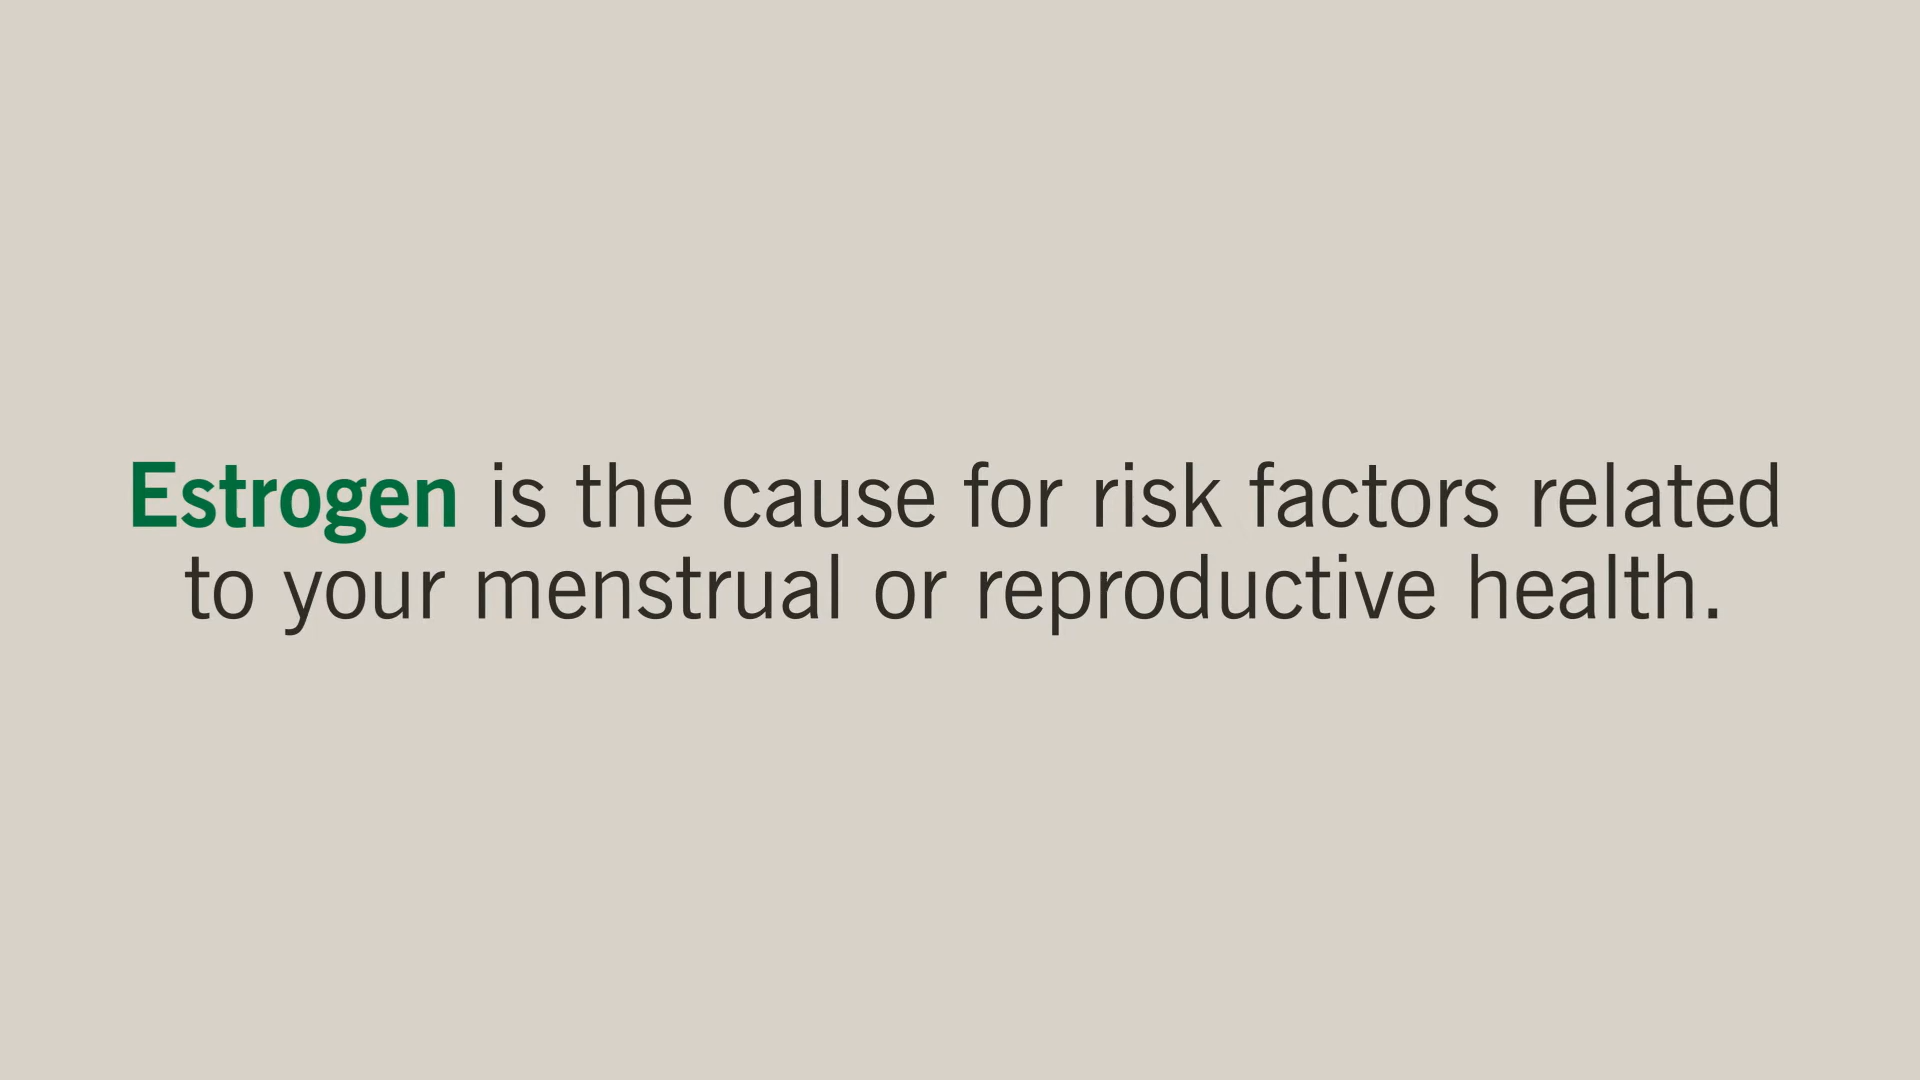 Estrogen is the cause for risk factors related
to your menstrual or reproductive health.